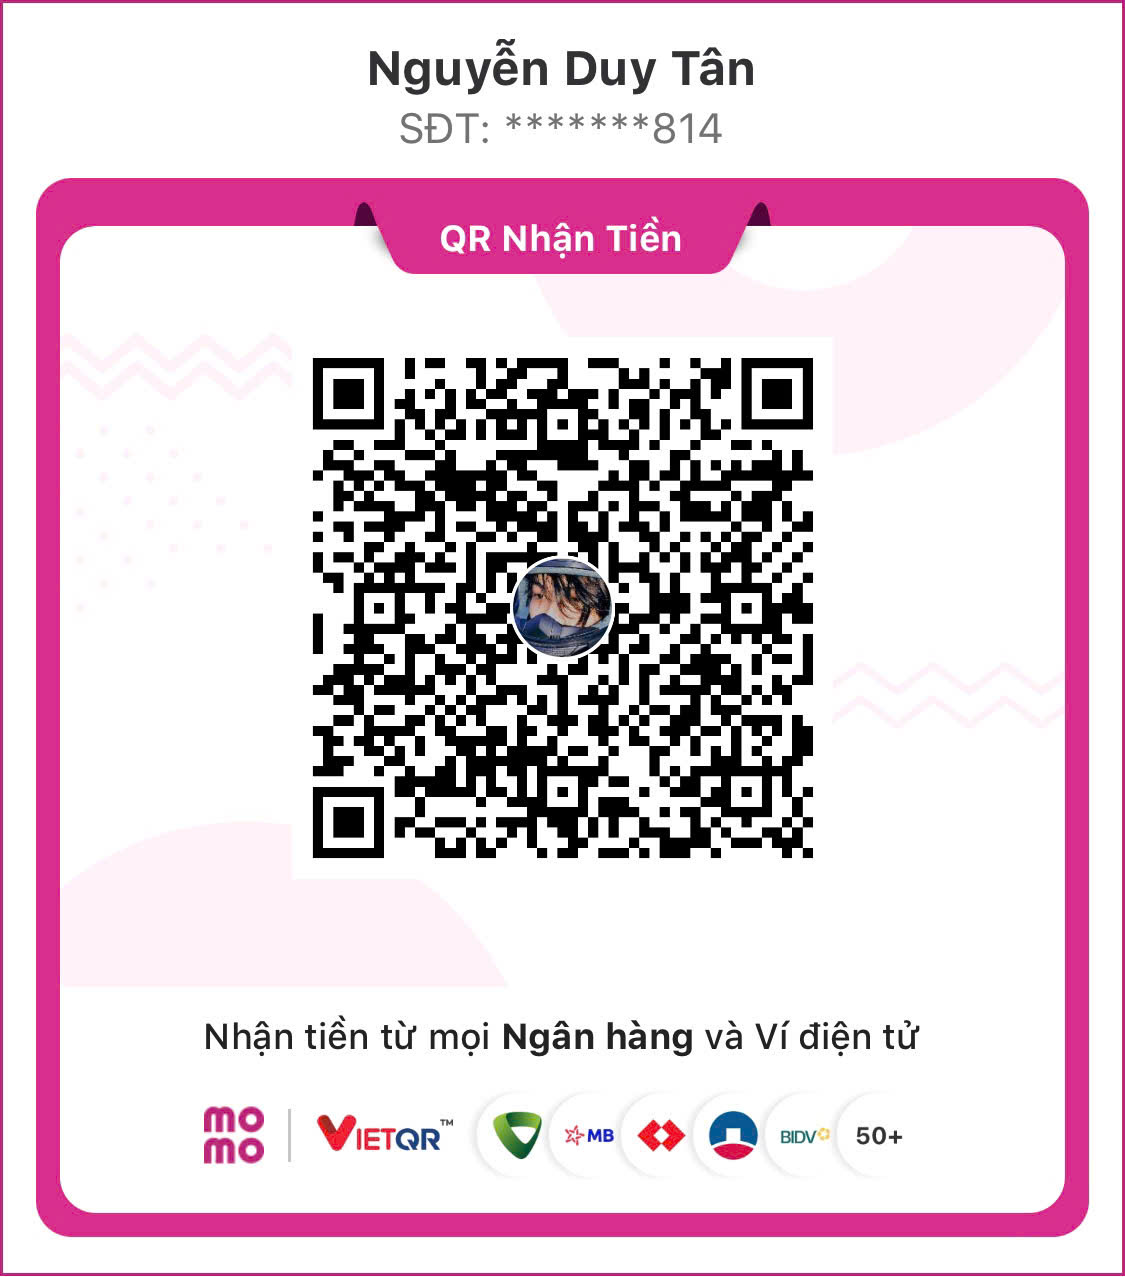 Nguyễn Duy Tân
SĐT: *******814
QR Nhận Tiền
Nhận tiền từ mọi Ngân hàng và Ví điện tử
mo
mo
VIETQR™
MB
BIDV
50+